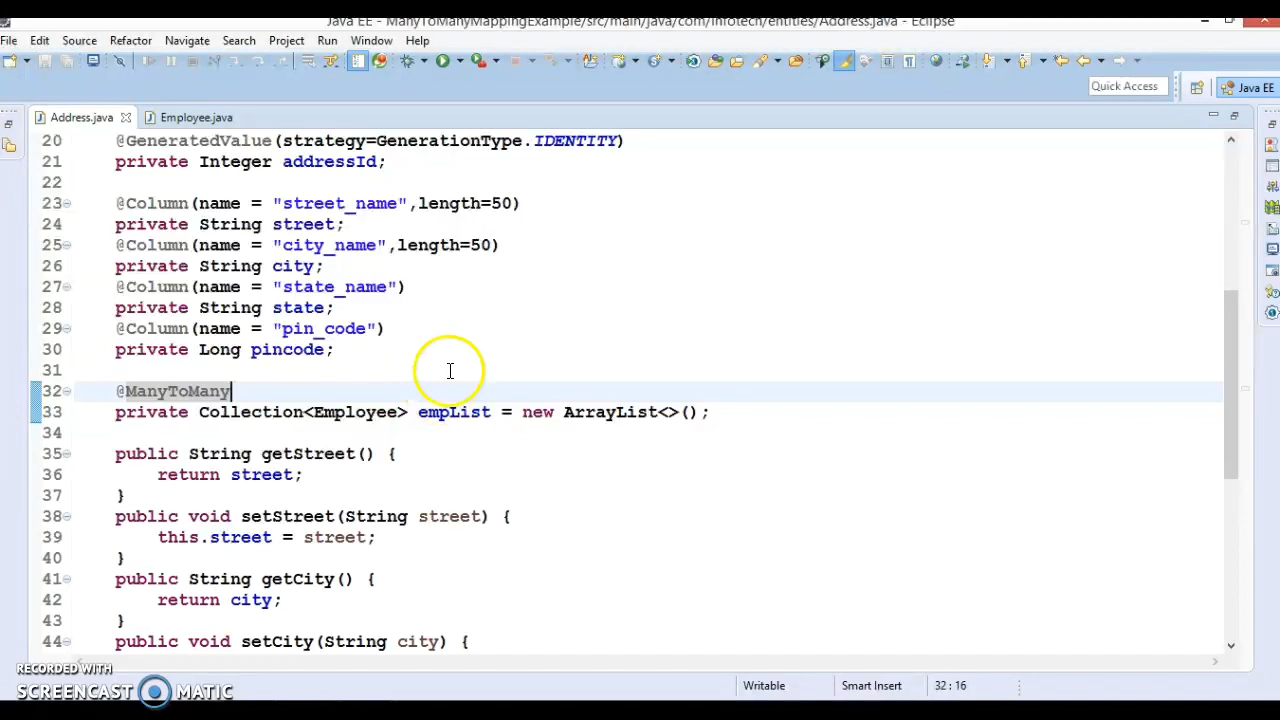 Java EE - ManyToManyMappingExample/src/main/java/com/infotech/entities/Address.java - Eclipse
File Edit Source Refactor Navigate Search Project Run Window Help
Quick Access Java EE
Address.java Employee.java
20 @GeneratedValue(strategy=GenerationType.IDENTITY)
21 private Integer addressId;
22
23 @Column(name = "street_name",length=50)
24 private String street;
25 @Column(name = "city_name",length=50)
26 private String city;
27 @Column(name = "state_name")
28 private String state;
29 @Column(name = "pin_code")
30 private Long pincode;
31
32 @ManyToMany
33 private Collection<Employee> empList = new ArrayList<>();
34
35 public String getStreet() {
36 return street;
37 }
38 public void setStreet(String street) {
39 this.street = street;
40 }
41 public String getCity() {
42 return city;
43 }
44 public void setCity(String city) {
RECORDED WITH
SCREENCAST MATIC
Writable Smart Insert 32 : 16